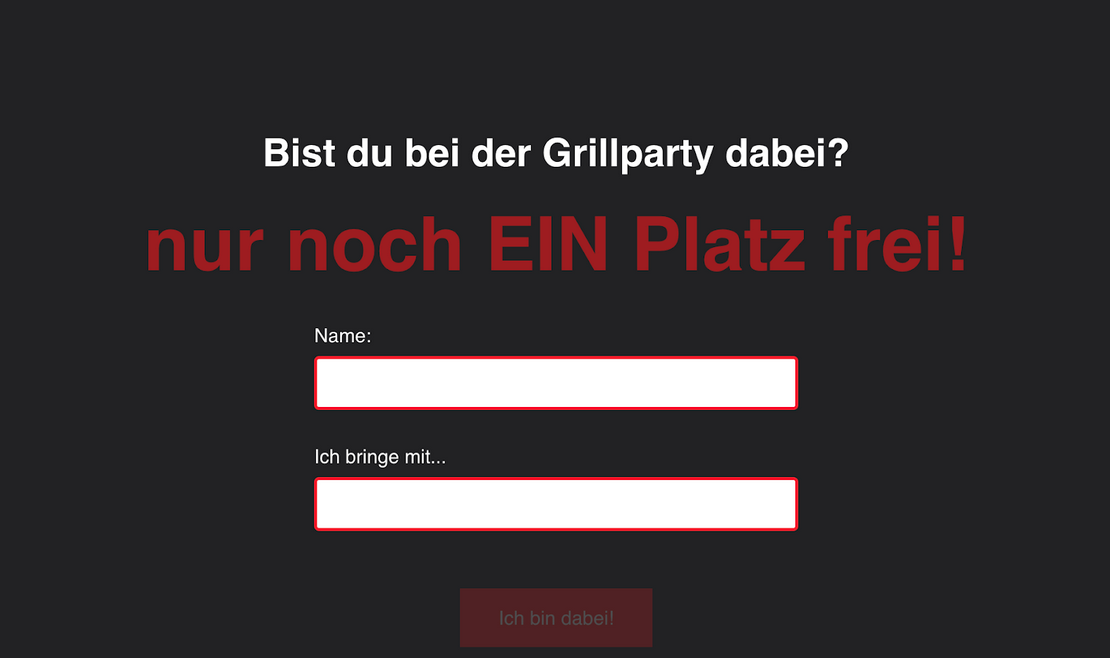 Bist du bei der Grillparty dabei?
nur noch EIN Platz frei!
Name:
Ich bringe mit...
Ich bin dabei!